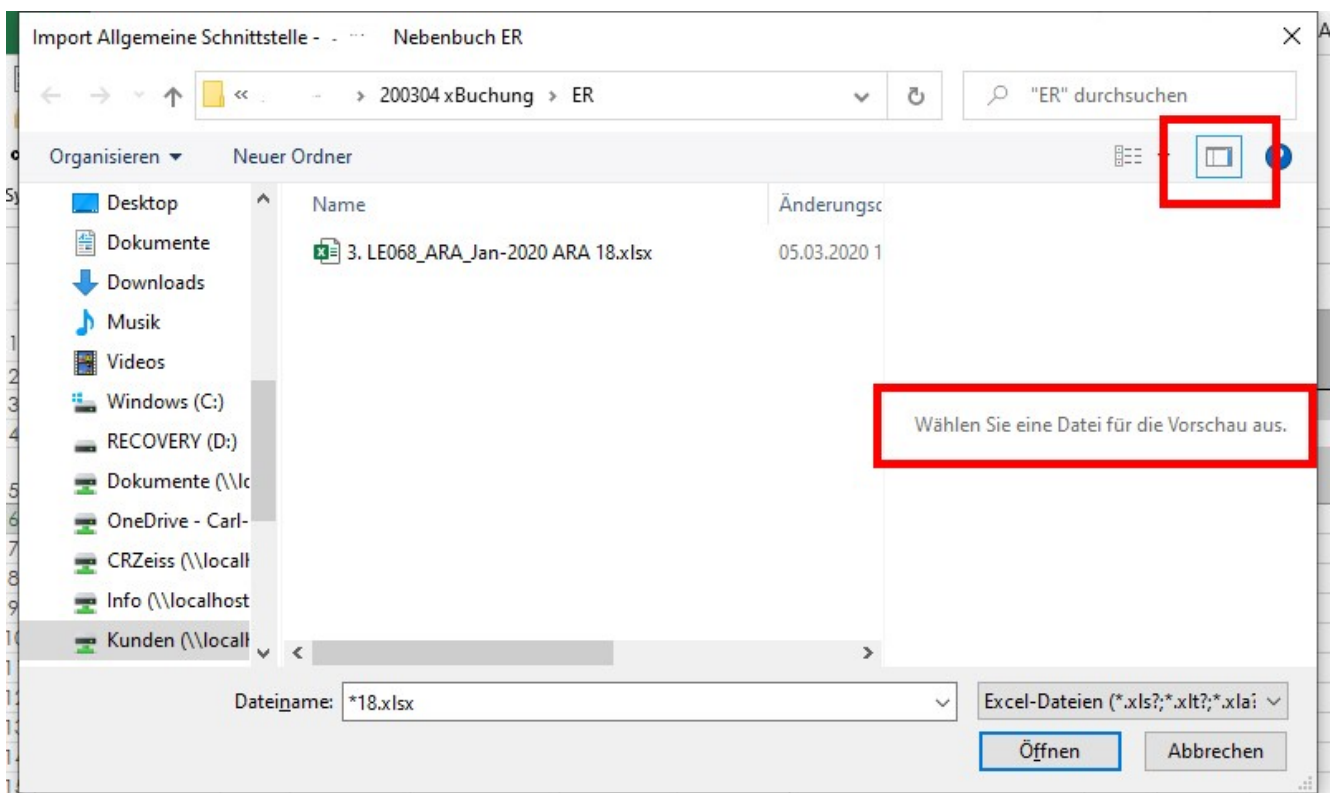 Import Allgemeine Schnittstelle - - ... Nebenbuch ER
« - > 200304 xBuchung > ER
"ER" durchsuchen
Organisieren Neuer Ordner
?
Name Änderungsd
3. LE068_ARA_Jan-2020 ARA 18.xlsx 05.03.2020 1
Desktop
Dokumente
Downloads
Musik
Videos
Windows (C:)
RECOVERY (D:)
Dokumente (\\lo
OneDrive - Carl-
CRZeiss (\\localh
Info (\\localhost
Kunden (\\localh
Wählen Sie eine Datei für die Vorschau aus.
Dateiname: *18.xlsx
Excel-Dateien (*.xls?;*.xlt?;*.xla?
Öffnen Abbrechen